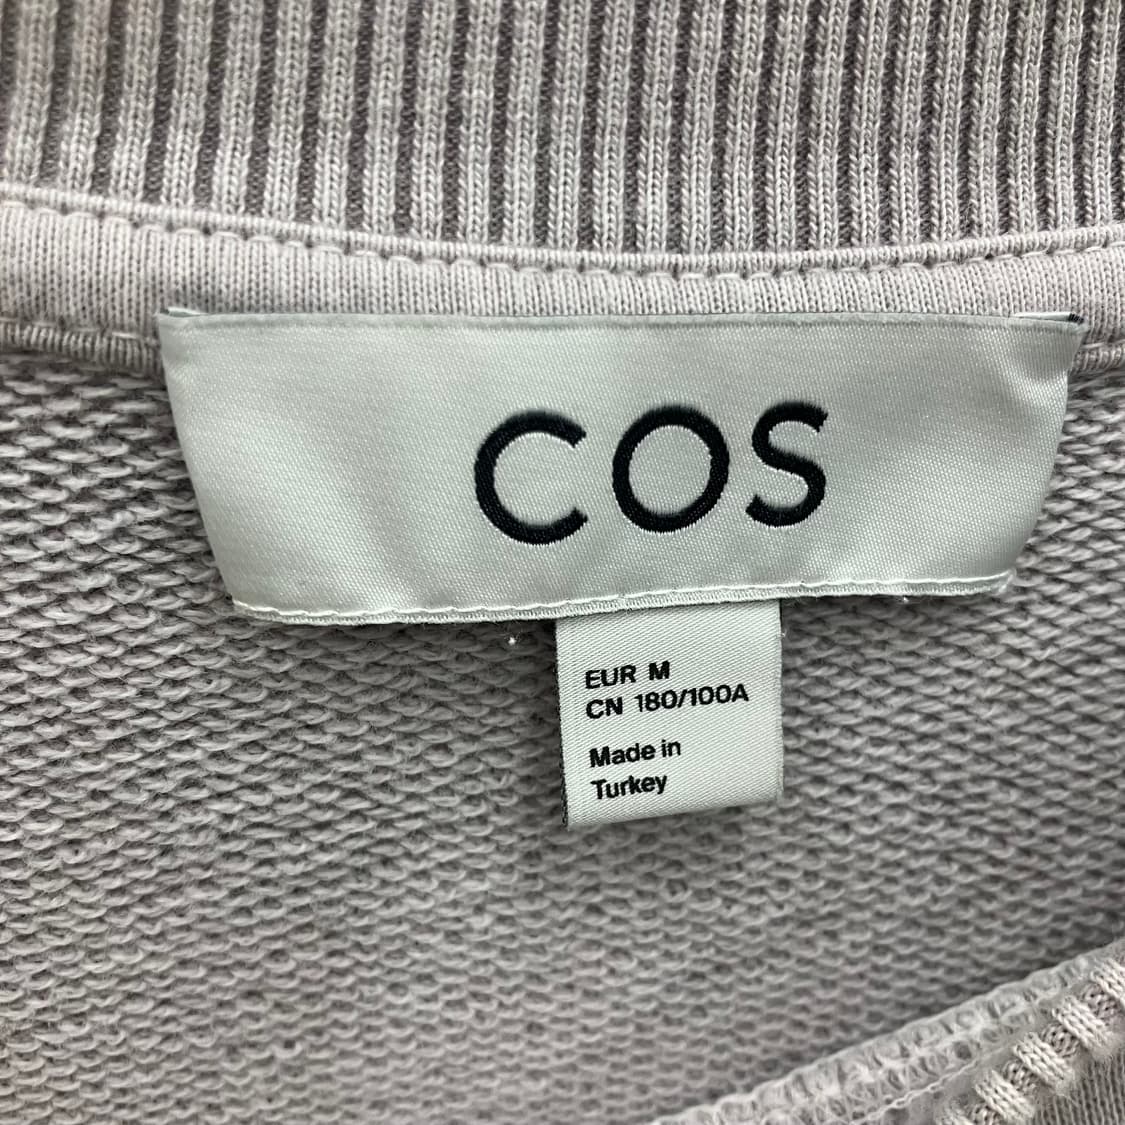 COS
EUR M
CN 180/100A
Made in
Turkey